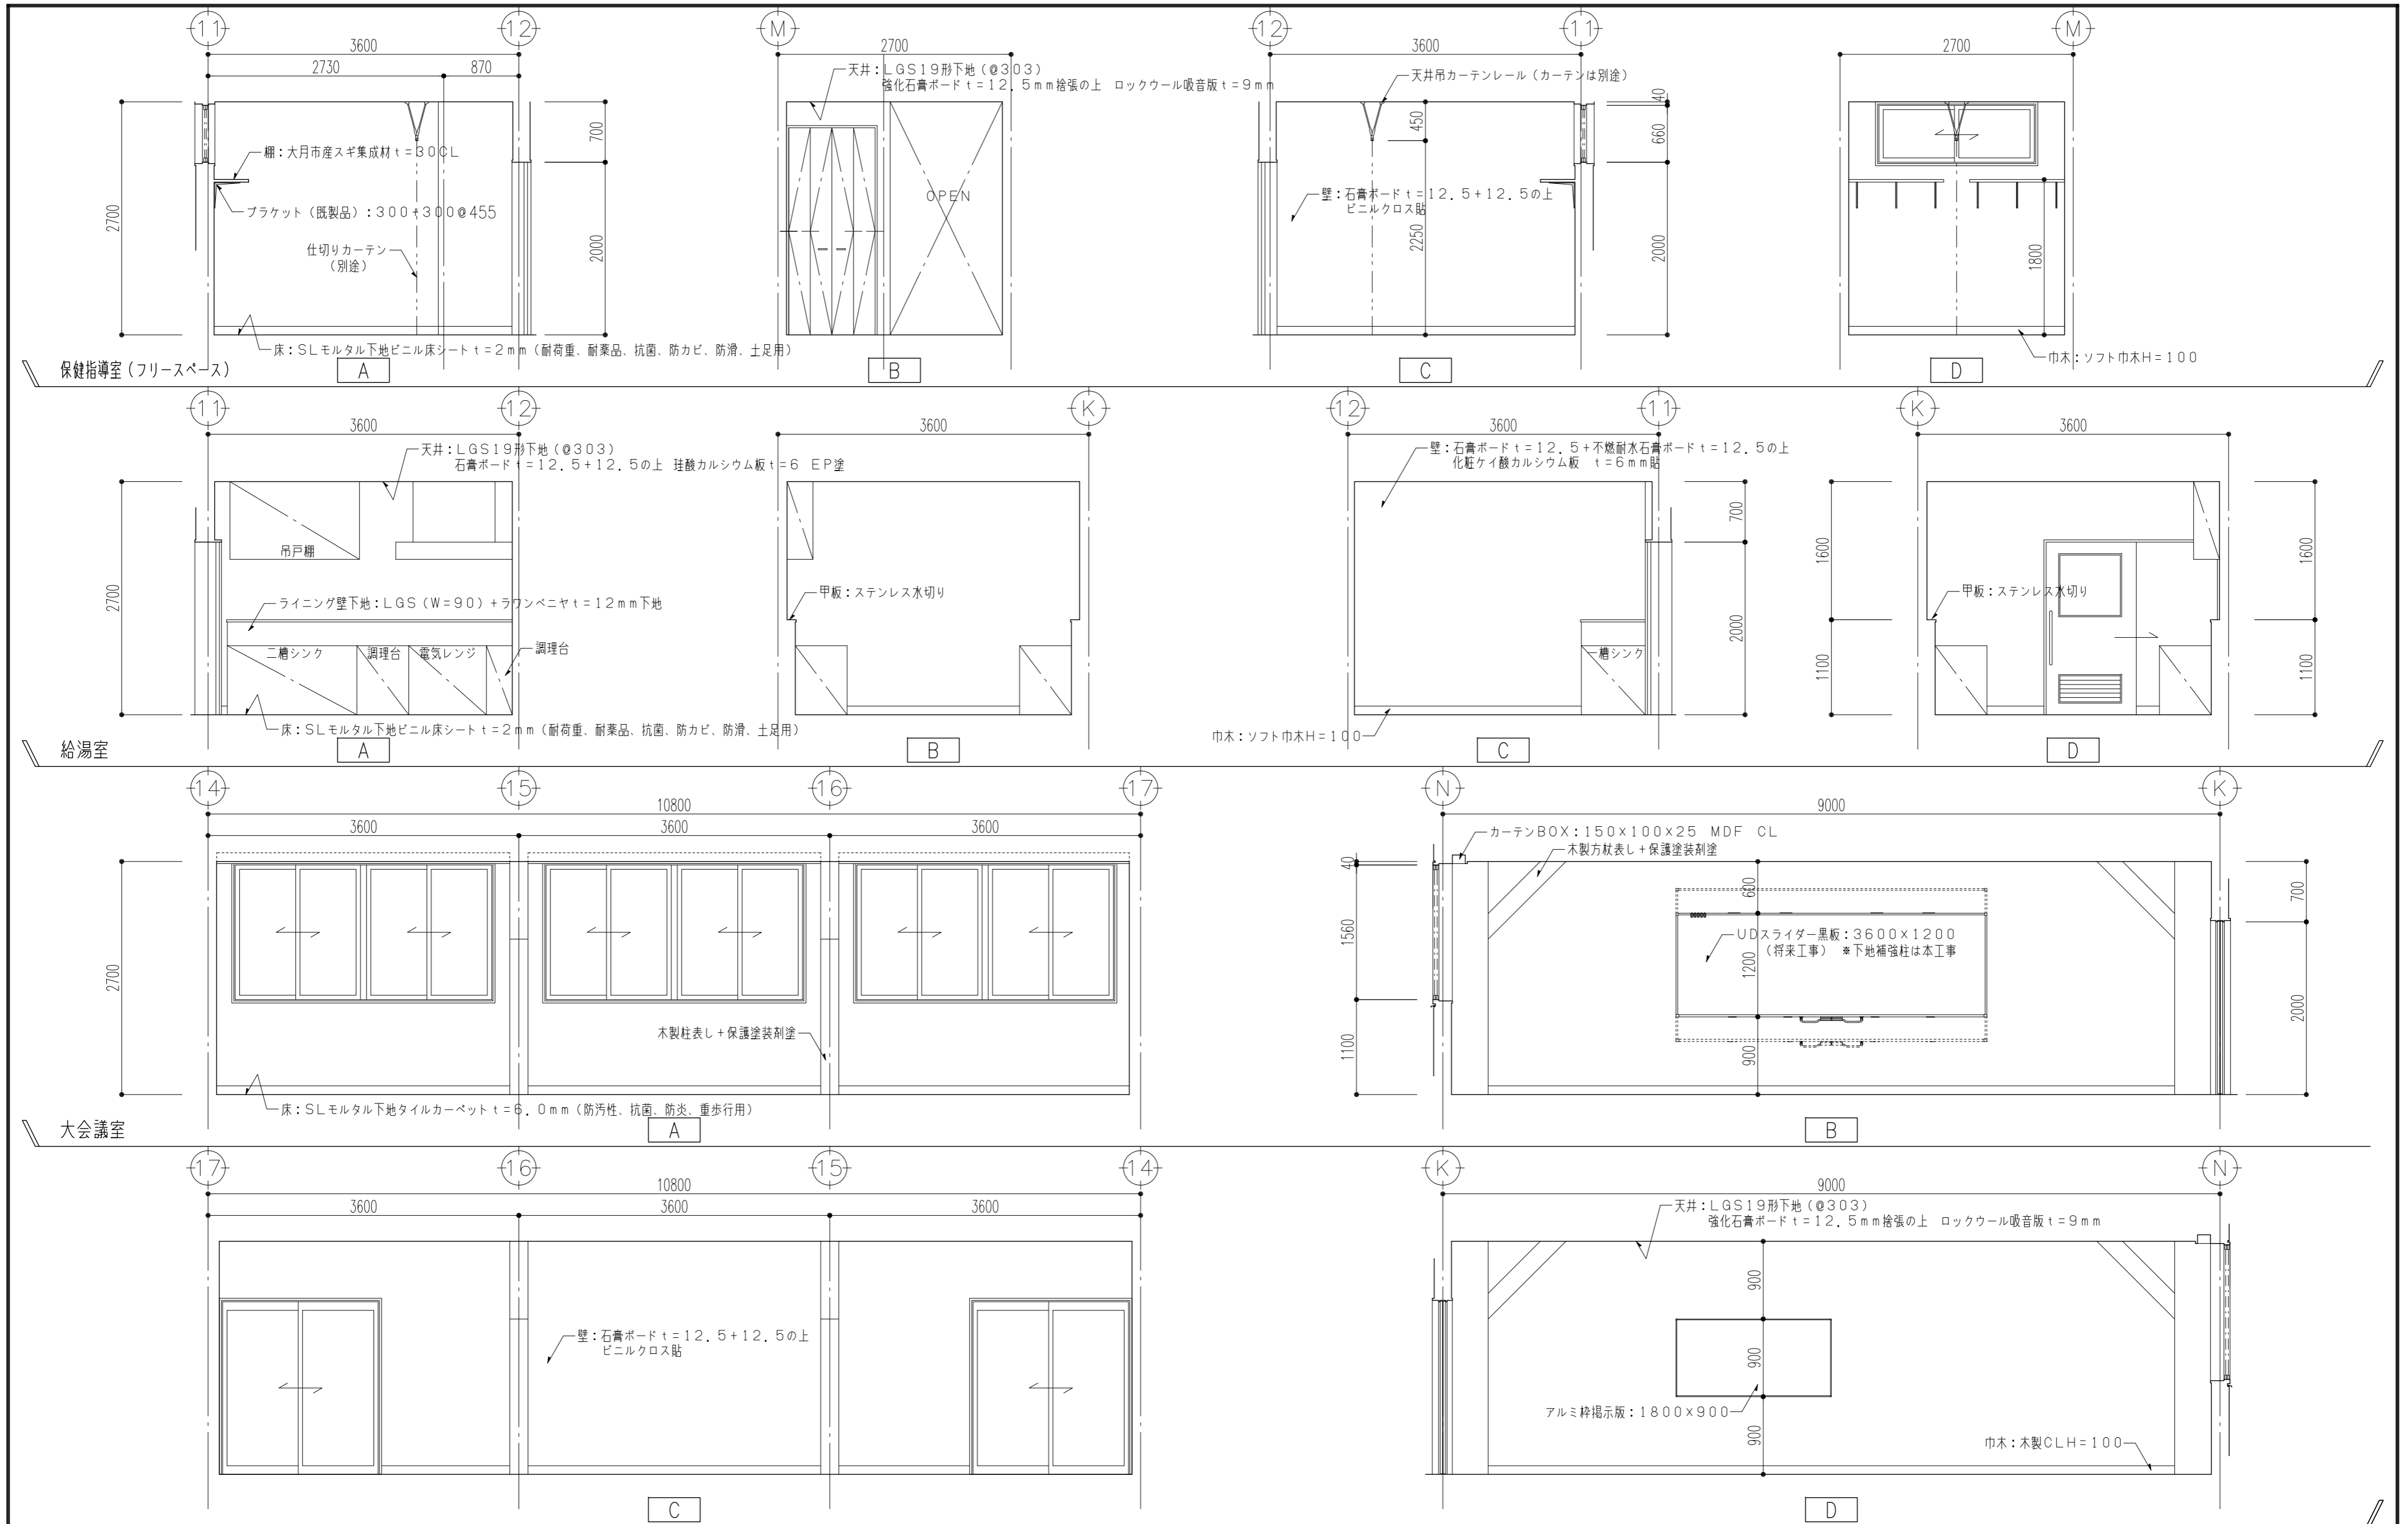 11 12 M 12 11 M
3600 2700 3600 2700
2730 870
天井：LGS19形下地（@303）
強化石膏ボードt=12．5mm捨張の上　ロックウール吸音版t=9mm
天井吊カーテンレール（カーテンは別途）
40
700
450
660
棚：大月市産スギ集成材t=30CL
OPEN
壁：石膏ボードt=12．5+12．5の上
ビニルクロス貼
ブラケット（既製品）：300+300@455
2700
2000
2250
2000
1800
仕切りカーテン
（別途）
床：SLモルタル下地ビニル床シートt=2mm（耐荷重、耐薬品、抗菌、防カビ、防滑、土足用）
巾木：ソフト巾木H=100
保健指導室（フリースペース）
A B C D
11 12 K 12 11 K
3600 3600 3600 3600
天井：LGS19形下地（@303）
石膏ボードt=12．5+12．5の上　珪酸カルシウム板t=6　EP塗
壁：石膏ボードt=12．5+不燃耐水石膏ボードt=12．5の上
化粧ケイ酸カルシウム板　t=6mm貼
700
吊戸棚
1600
1600
2700
甲板：ステンレス水切り
甲板：ステンレス水切り
ライニング壁下地：LGS（W=90）+ラワンベニヤt=12mm下地
2000
二槽シンク 調理台 電気レンジ 調理台
一槽シンク
1100
1100
床：SLモルタル下地ビニル床シートt=2mm（耐荷重、耐薬品、抗菌、防カビ、防滑、土足用）
巾木：ソフト巾木H=100
給湯室
A B C D
14 15 16 17 N K
10800 9000
3600 3600 3600
カーテンBOX：150×100×25　MDF　CL
木製方杖表し+保護塗装剤塗
40
600
700
1560
UDスライダー黒板：3600×1200
（将来工事）　※下地補強柱は本工事
2700
1200
2000
木製柱表し+保護塗装剤塗
1100
900
床：SLモルタル下地タイルカーペットt=6．0mm（防汚性、抗菌、防炎、重歩行用）
大会議室
A B
17 16 15 14 K N
10800 9000
3600 3600 3600
天井：LGS19形下地（@303）
強化石膏ボードt=12．5mm捨張の上　ロックウール吸音版t=9mm
900
壁：石膏ボードt=12．5+12．5の上
ビニルクロス貼
900
アルミ枠掲示版：1800×900
900
巾木：木製CLH=100
C D